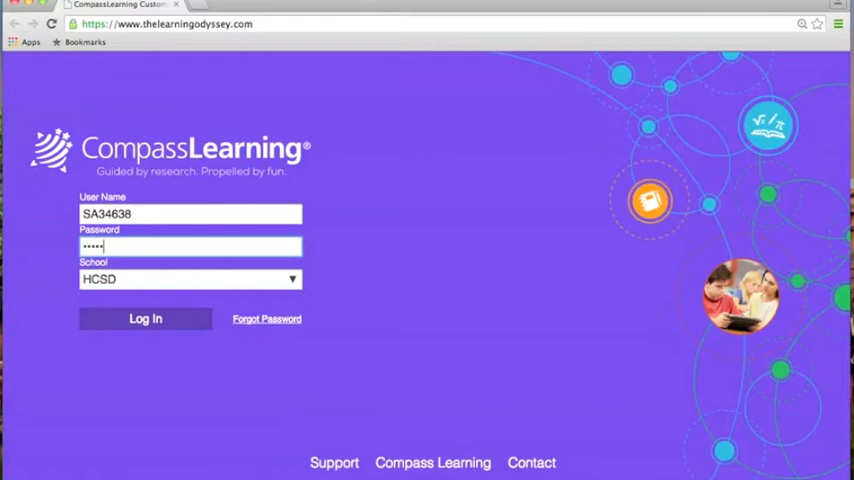 CompassLearning Custom
https://www.thelearningodyssey.com
Apps Bookmarks
CompassLearning®
Guided by research. Propelled by fun.
User Name
SA34638
Password
•••••
School
HCSD
Log In Forgot Password
√x / π
Support Compass Learning Contact